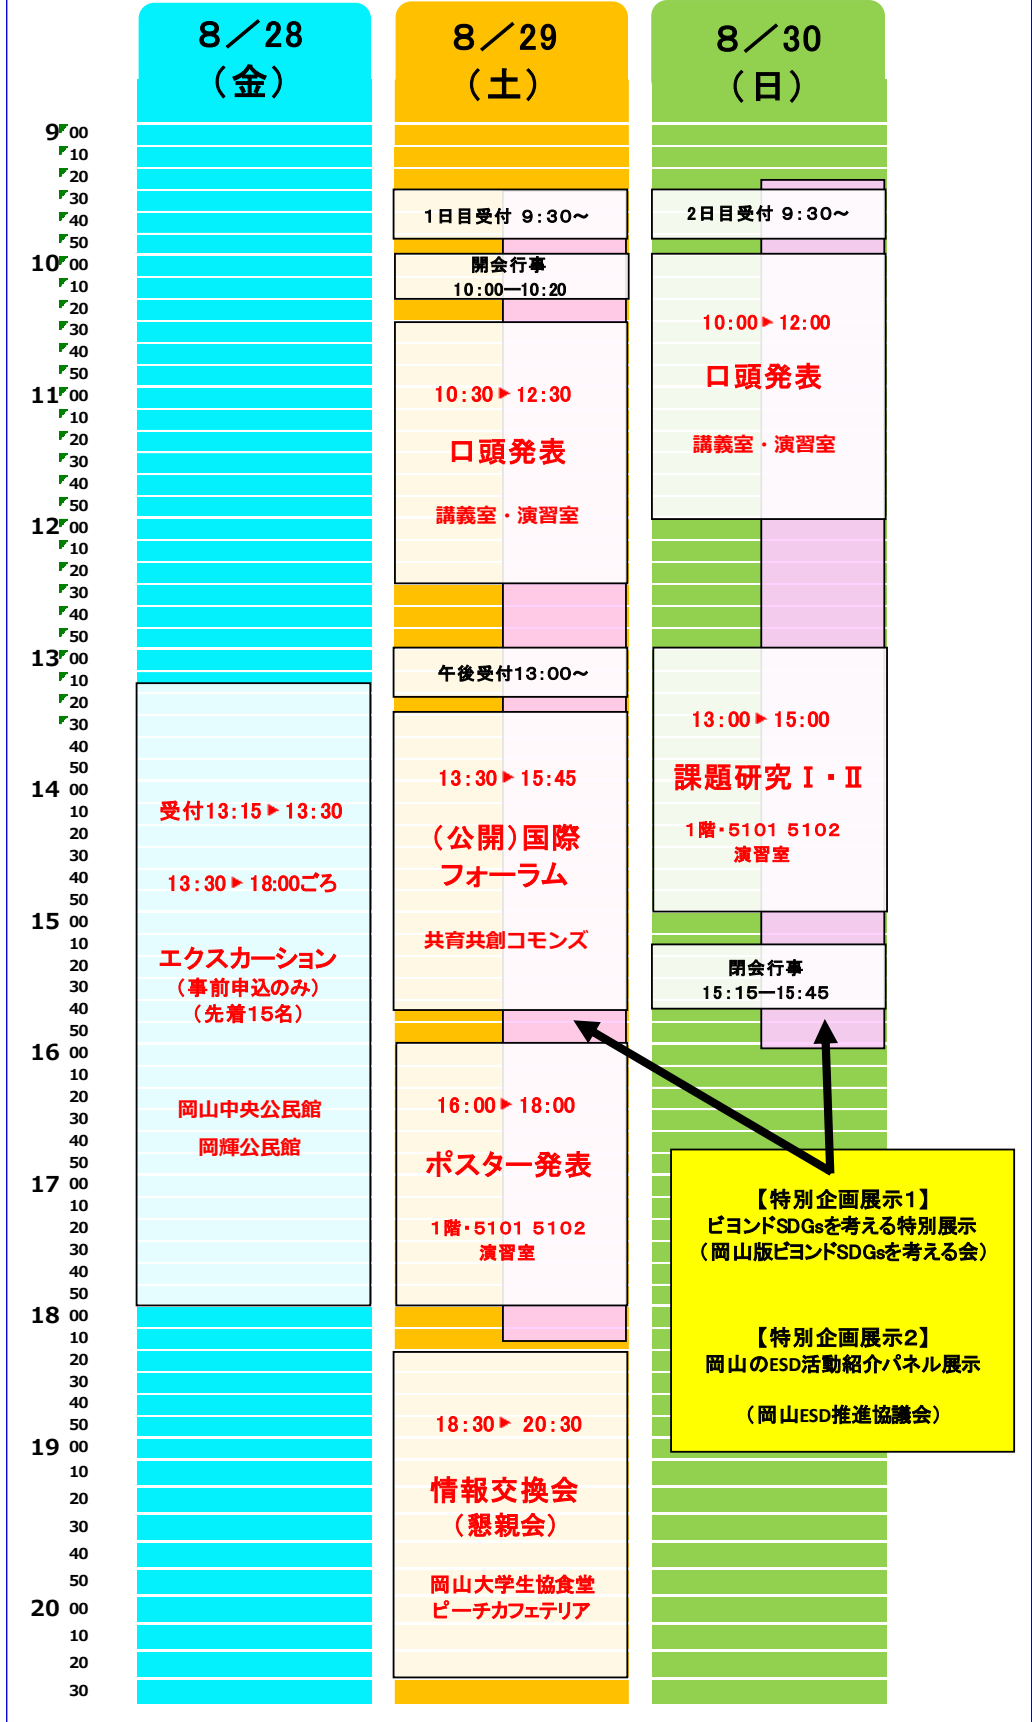 8／28
（金）
8／29
（土）
8／30
（日）
9 00
10
20
30
40
50
10 00
10
20
30
40
50
11 00
10
20
30
40
50
12 00
10
20
30
40
50
13 00
10
20
30
40
50
14 00
10
20
30
40
50
15 00
10
20
30
40
50
16 00
10
20
30
40
50
17 00
10
20
30
40
50
18 00
10
20
30
40
50
19 00
10
20
30
40
50
20 00
10
20
30
受付13:15▶13:30
13:30▶18:00ごろ
エクスカーション
（事前申込のみ）
（先着15名）
岡山中央公民館
岡輝公民館
1日目受付 9:30～
開会行事
10:00―10:20
10:30▶12:30
口頭発表
講義室・演習室
午後受付13:00～
13:30▶15:45
（公開）国際
フォーラム
共育共創コモンズ
16:00▶18:00
ポスター発表
1階・5101 5102
演習室
18:30▶ 20:30
情報交換会
（懇親会）
岡山大学生協食堂
ピーチカフェテリア
2日目受付 9:30～
10:00▶12:00
口頭発表
講義室・演習室
13:00▶15:00
課題研究Ⅰ・Ⅱ
1階・5101 5102
演習室
閉会行事
15:15―15:45
【特別企画展示1】
ビヨンドSDGsを考える特別展示
（岡山版ビヨンドSDGsを考える会）
【特別企画展示2】
岡山のESD活動紹介パネル展示
（岡山ESD推進協議会）